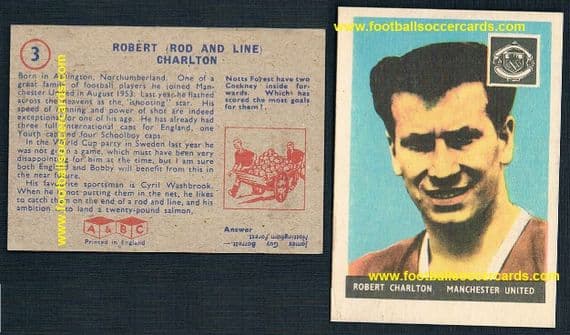 3
ROBERT (ROD AND LINE)
CHARLTON
Born in Ashington, Northumberland. One of a
great family of football players he joined Man-
chester United in August 1953. Last year he flashed
across the heavens as the "shooting" star. His
speed of running and power of shot are indeed
exceptional for one of his age. He has already had
three full international caps for England, one
Youth cap and four Schoolboy caps.
In the World Cup party in Sweden last year he
was not given a game, which must have been very
disappointing for him at the time, but I am sure
both England and Bobby will benefit from this in
the near future.
His favourite sportsman is Cyril Washbrook.
When he is not putting them in the net, he likes
to catch them on the end of a rod and line, and his
ambition is to land a twenty-pound salmon.
A & BC
Printed in England
Notts Forest have two
Cockney inside for-
wards. Which has
scored the most goals
for them?
Answer
James Guy Barrett—
Nottingham Forest.
www.footballsoccercards.com
www.footballsoccercards.com
www.footballsoccercards.com
ROBERT CHARLTON MANCHESTER UNITED